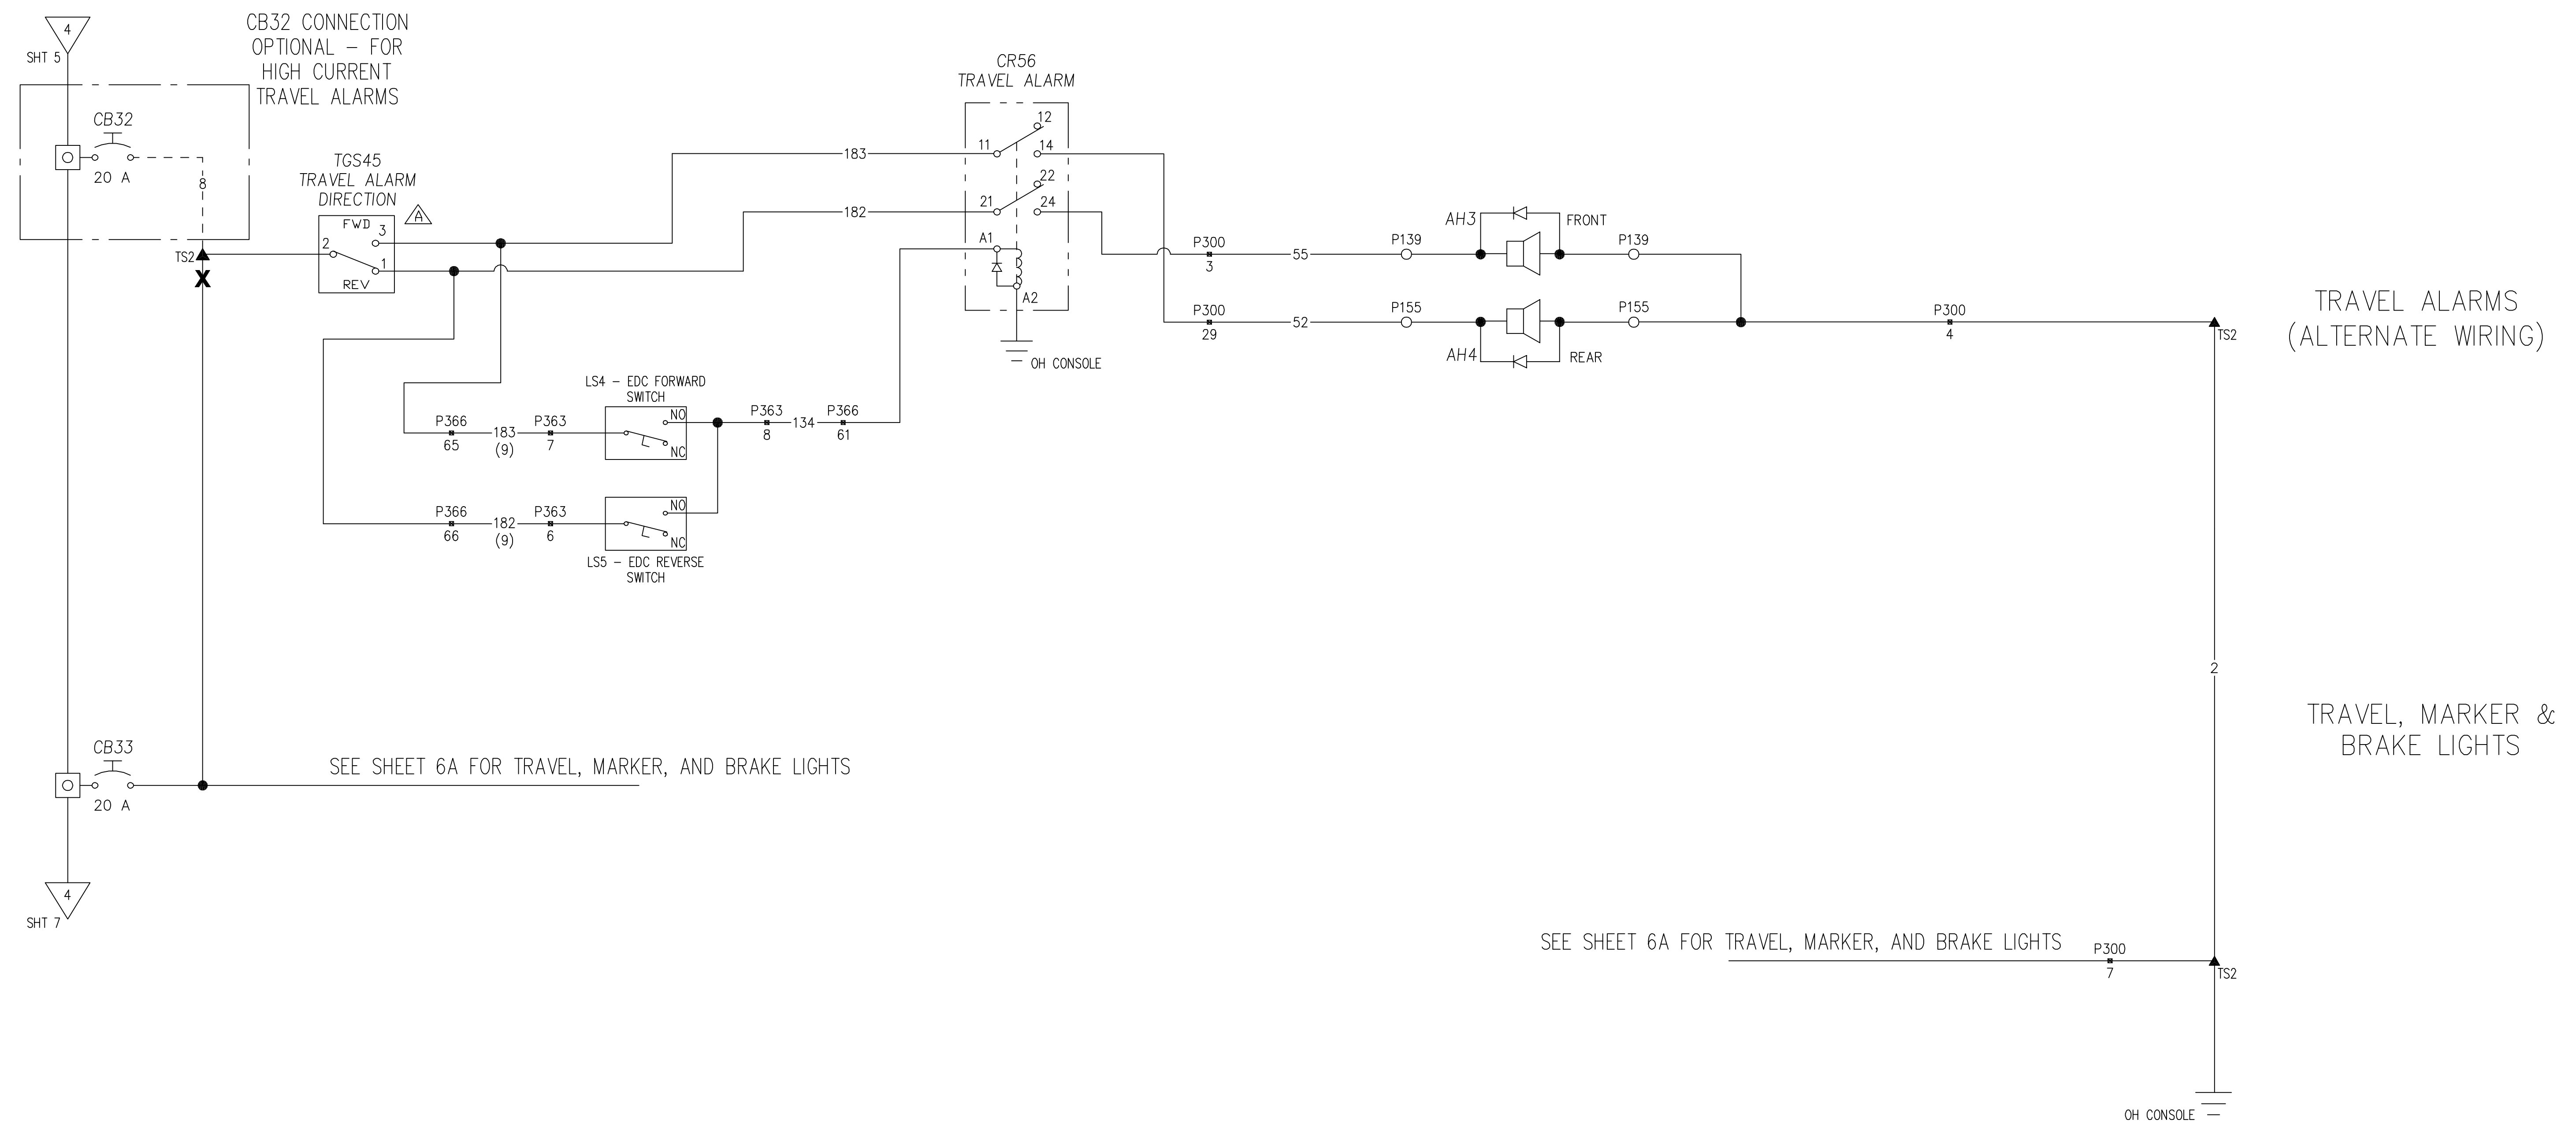 4
SHT 5
CB32 CONNECTION
OPTIONAL - FOR
HIGH CURRENT
TRAVEL ALARMS
CB32
20 A
8
TS2
X
TGS45
TRAVEL ALARM
DIRECTION
A
FWD
3
2
1
REV
183
182
CR56
TRAVEL ALARM
12
11
14
22
21
24
A1
A2
OH CONSOLE
P300
3
55
P139
AH3
FRONT
P139
P300
29
52
P155
AH4
REAR
P155
P300
4
TS2
TRAVEL ALARMS
(ALTERNATE WIRING)
LS4 - EDC FORWARD
SWITCH
P366
65
183
(9)
P363
7
NO
NC
P363
8
134
P366
61
P366
66
182
(9)
P363
6
NO
NC
LS5 - EDC REVERSE
SWITCH
2
TRAVEL, MARKER &
BRAKE LIGHTS
CB33
20 A
SEE SHEET 6A FOR TRAVEL, MARKER, AND BRAKE LIGHTS
4
SHT 7
SEE SHEET 6A FOR TRAVEL, MARKER, AND BRAKE LIGHTS
P300
7
TS2
OH CONSOLE